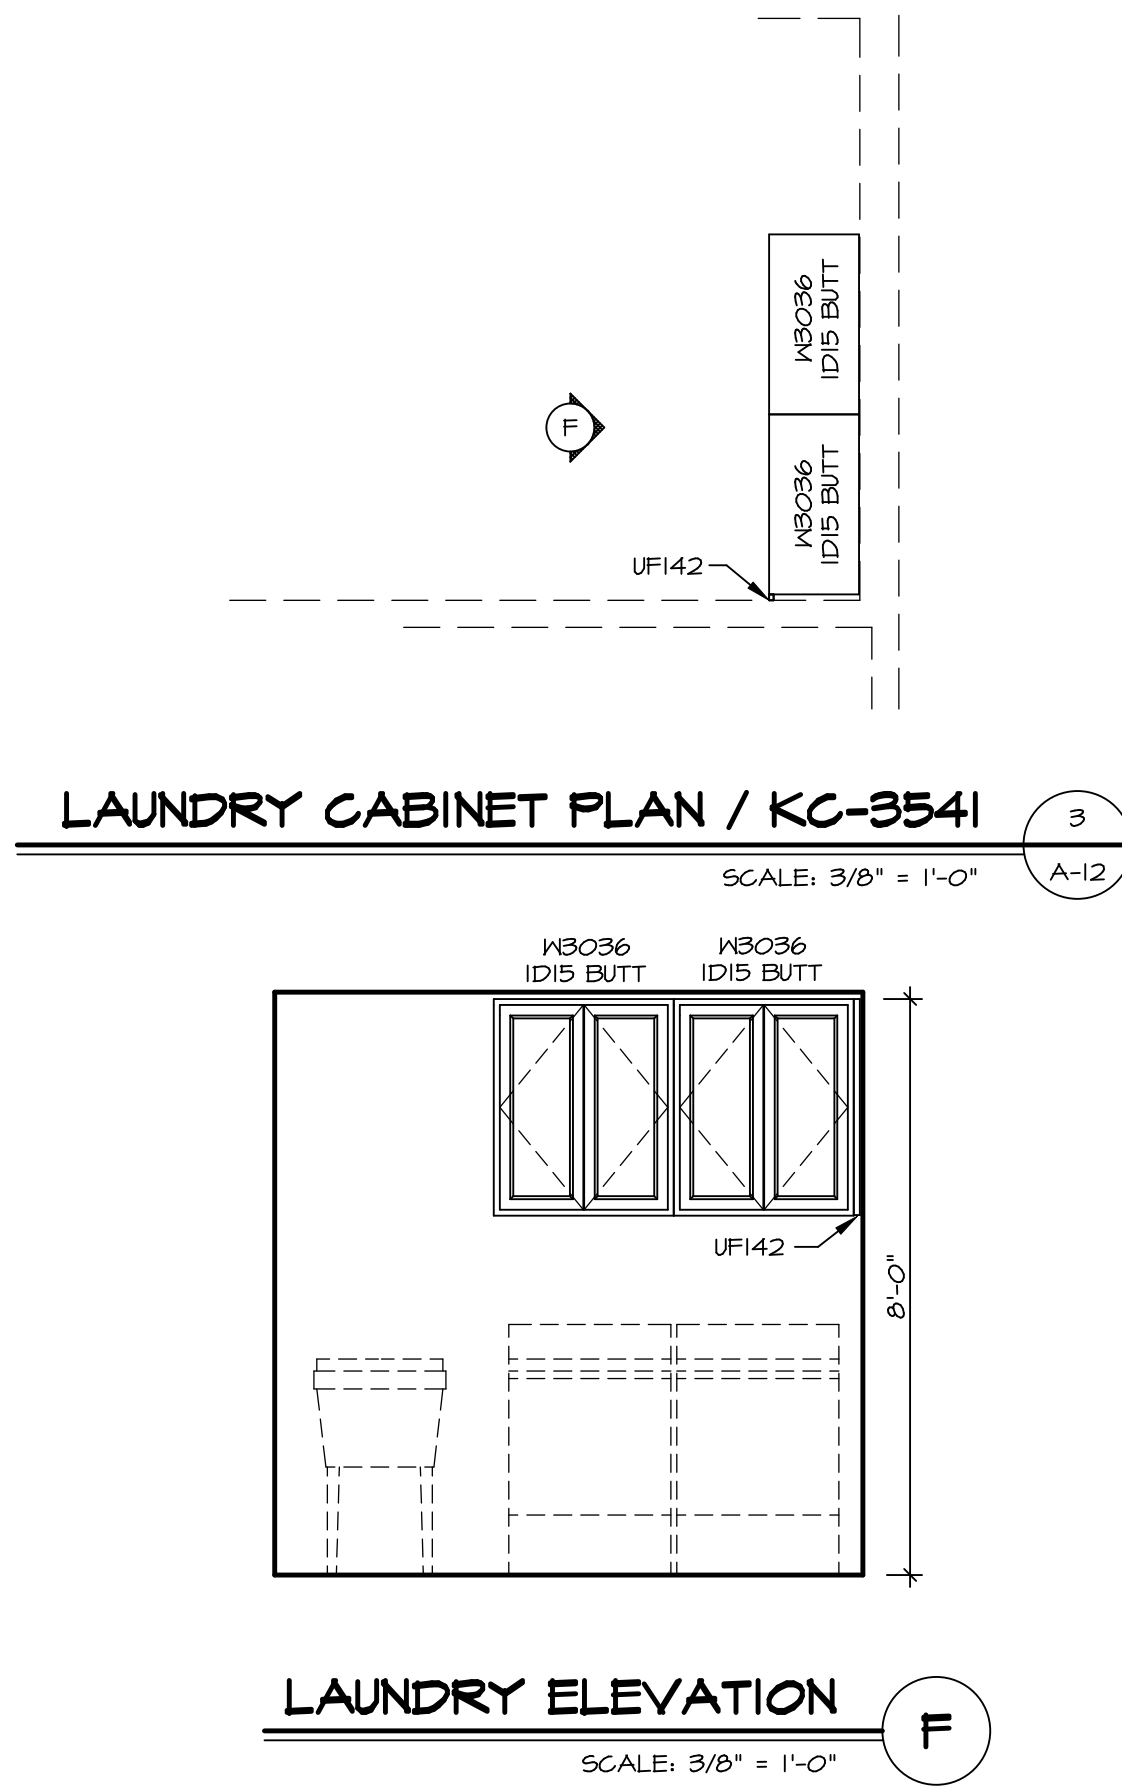 W3036
1D15 BUTT
F
W3036
1D15 BUTT
UF142
LAUNDRY CABINET PLAN / KC-3541
3
A-12
SCALE: 3/8" = 1'-0"
W3036
1D15 BUTT
W3036
1D15 BUTT
UF142
8'-0"
LAUNDRY ELEVATION
F
SCALE: 3/8" = 1'-0"